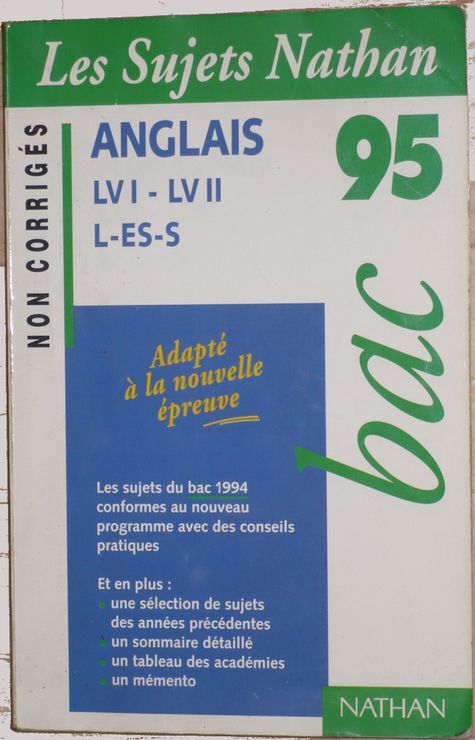 Les Sujets Nathan
NON CORRIGÉS
ANGLAIS
LV I - LV II
L-ES-S
95
bac
Adapté
à la nouvelle
épreuve
Les sujets du bac 1994
conformes au nouveau
programme avec des conseils
pratiques
Et en plus :
• une sélection de sujets
des années précédentes
• un sommaire détaillé
• un tableau des académies
• un mémento
NATHAN